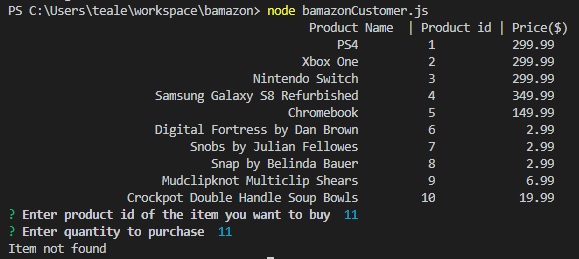 PS C:\Users\teale\workspace\bamazon> node bamazonCustomer.js
Product Name | Product id | Price($)
PS4 1 299.99
Xbox One 2 299.99
Nintendo Switch 3 299.99
Samsung Galaxy S8 Refurbished 4 349.99
Chromebook 5 149.99
Digital Fortress by Dan Brown 6 2.99
Snobs by Julian Fellowes 7 2.99
Snap by Belinda Bauer 8 2.99
Mudclipknot Multiclip Shears 9 6.99
Crockpot Double Handle Soup Bowls 10 19.99
? Enter product id of the item you want to buy 11
? Enter quantity to purchase 11
Item not found